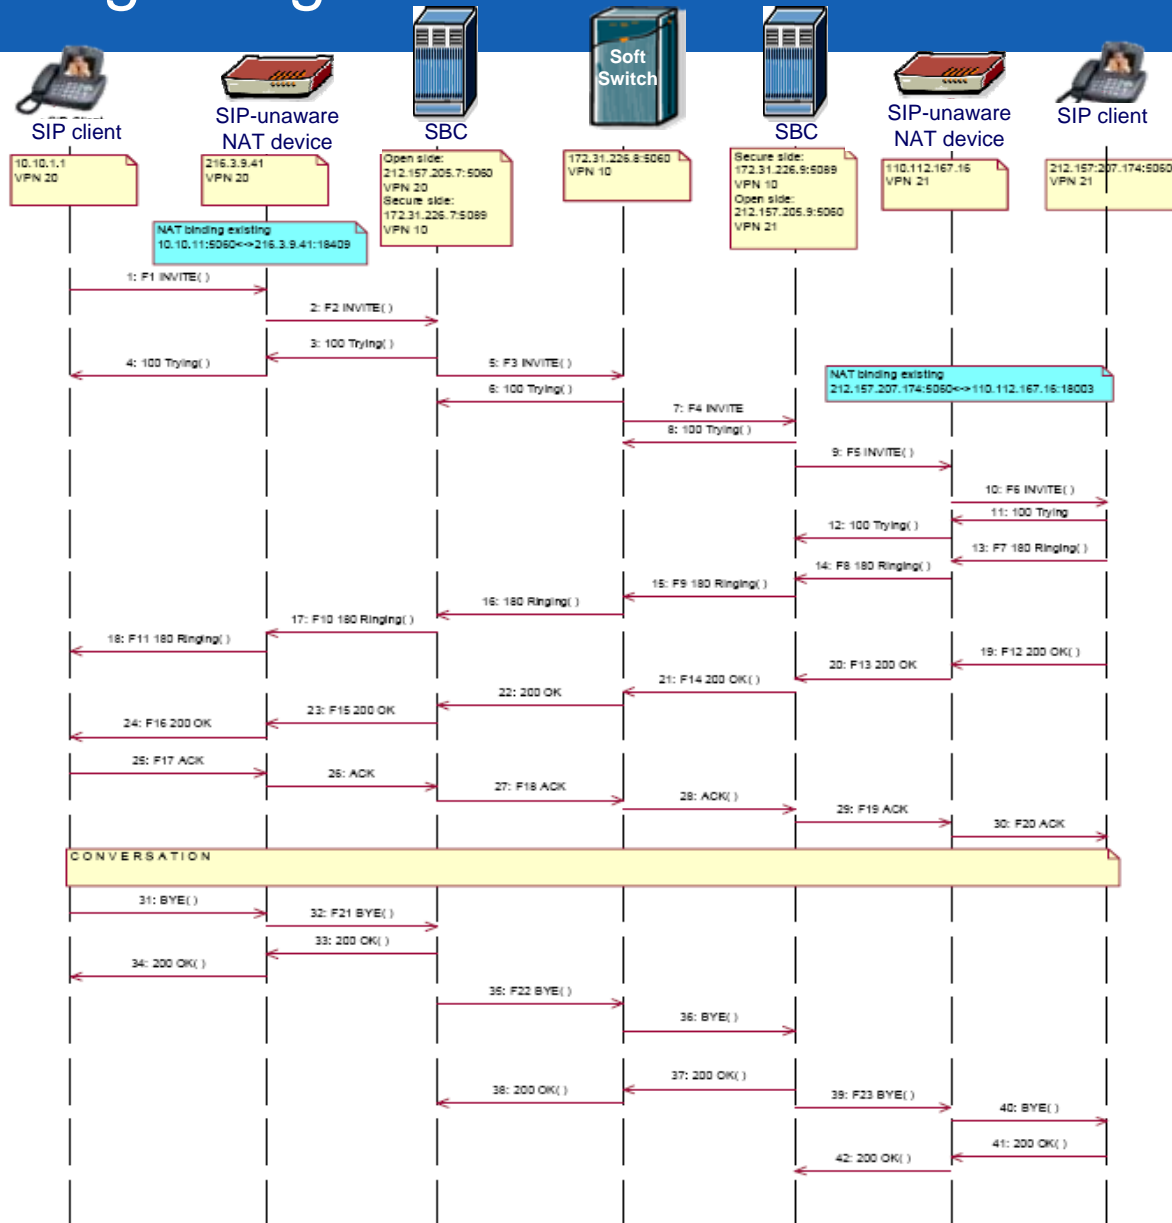 SIP client
SIP-unaware
NAT device
SBC
Soft
Switch
SBC
SIP-unaware
NAT device
SIP client
10.10.1.1
VPN 20
216.3.9.41
VPN 20
Open side:
212.157.205.7:5060
VPN 20
Secure side:
172.31.226.7:5089
VPN 10
172.31.226.8:5060
VPN 10
Secure side:
172.31.226.9:5089
VPN 10
Open side:
212.157.205.9:5060
VPN 21
110.112.167.16
VPN 21
212.157.207.174:5060
VPN 21
NAT binding existing
10.10.11:5060<->216.3.9.41:18409
1: F1 INVITE( )
2: F2 INVITE( )
3: 100 Trying( )
4: 100 Trying( )
5: F3 INVITE( )
NAT binding existing
212.157.207.174:5060<->110.112.167.16:18003
6: 100 Trying( )
7: F4 INVITE
8: 100 Trying( )
9: F5 INVITE( )
10: F6 INVITE( )
11: 100 Trying
12: 100 Trying( )
13: F7 180 Ringing( )
14: F8 180 Ringing( )
15: F9 180 Ringing( )
16: 180 Ringing( )
17: F10 180 Ringing( )
18: F11 180 Ringing( )
19: F12 200 OK( )
20: F13 200 OK
21: F14 200 OK( )
22: 200 OK
23: F15 200 OK
24: F16 200 OK
25: F17 ACK
26: ACK
27: F18 ACK
28: ACK( )
29: F19 ACK
30: F20 ACK
CONVERSATION
31: BYE( )
32: F21 BYE( )
33: 200 OK( )
34: 200 OK( )
35: F22 BYE( )
36: BYE( )
37: 200 OK( )
38: 200 OK( )
39: F23 BYE( )
40: BYE( )
41: 200 OK( )
42: 200 OK( )